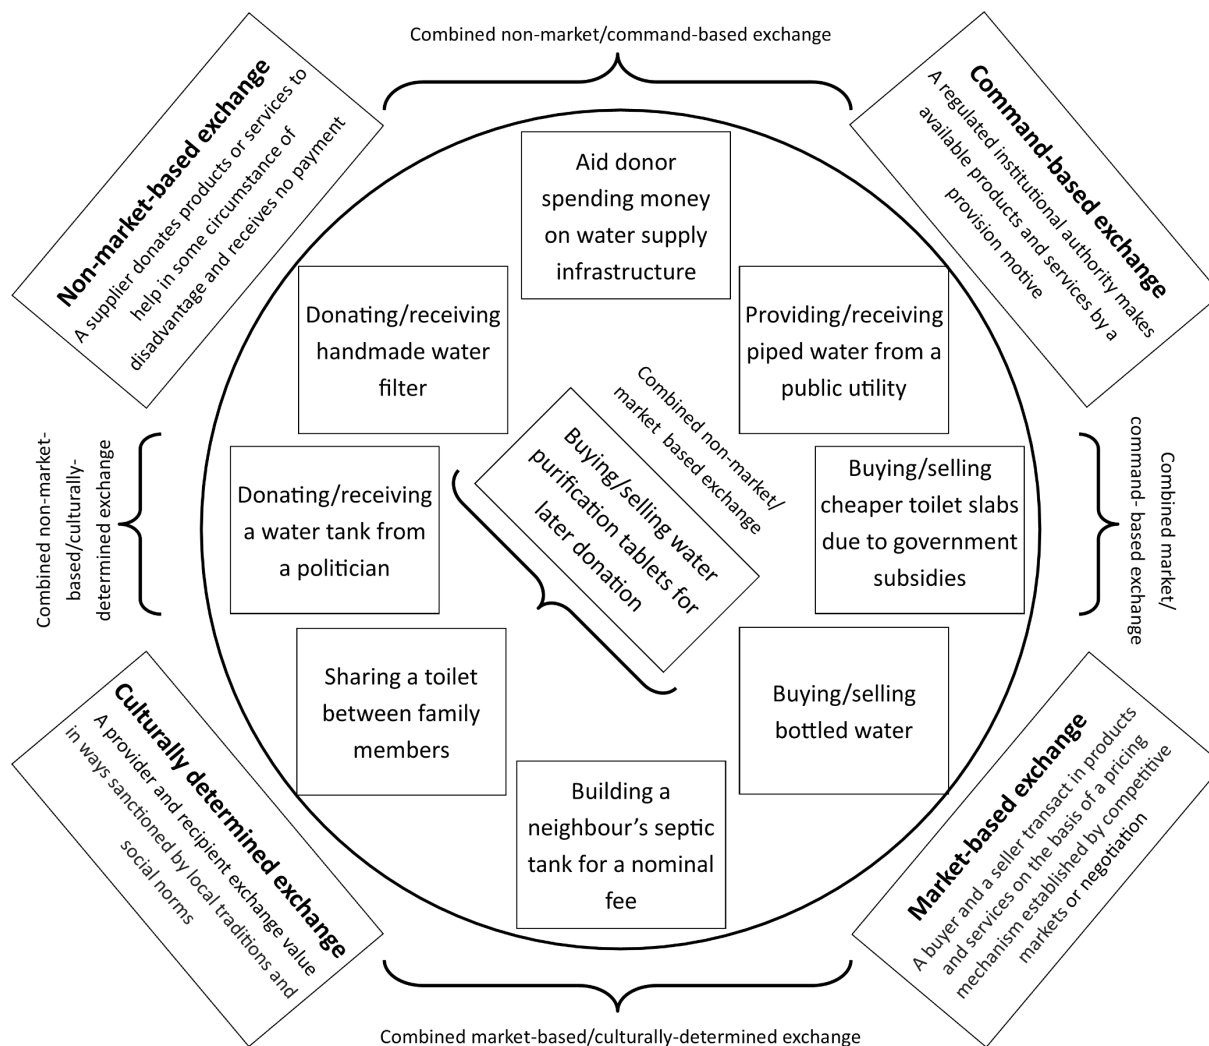 Combined non-market/command-based exchange
Non-market-based exchange
A supplier donates products or services to
help in some circumstance of
disadvantage and receives no payment
Command-based exchange
A regulated institutional authority makes
available products and services by a
provision motive
Aid donor
spending money
on water supply
infrastructure
Donating/receiving
handmade water
filter
Providing/receiving
piped water from a
public utility
Combined non-market/
market based exchange
Buying/selling water
purification tablets for
later donation
Combined non-market-
based/culturally-
determined exchange
Donating/receiving
a water tank from
a politician
Buying/selling
cheaper toilet slabs
due to government
subsidies
Combined market/
command- based exchange
Sharing a toilet
between family
members
Buying/selling
bottled water
Building a
neighbour’s septic
tank for a nominal
fee
Culturally determined exchange
A provider and recipient exchange value
in ways sanctioned by local traditions and
social norms
Market-based exchange
A buyer and a seller transact in products
and services on the basis of a pricing
mechanism established by competitive
markets or negotiation
Combined market-based/culturally-determined exchange